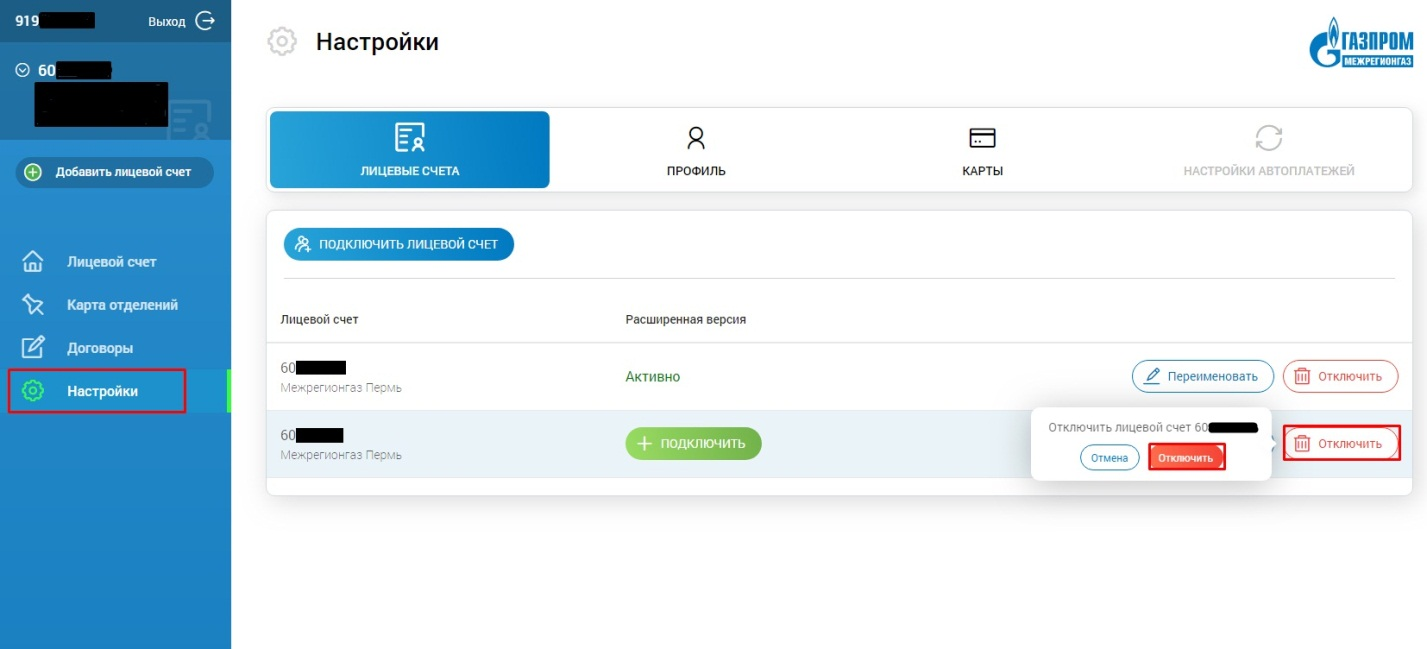 919
Выход
60
Добавить лицевой счет
Лицевой счет
Карта отделений
Договоры
Настройки
Настройки
ГАЗПРОМ
МЕЖРЕГИОНГАЗ
ЛИЦЕВЫЕ СЧЕТА
ПРОФИЛЬ
КАРТЫ
НАСТРОЙКИ АВТОПЛАТЕЖЕЙ
ПОДКЛЮЧИТЬ ЛИЦЕВОЙ СЧЕТ
Лицевой счет
Расширенная версия
60
Межрегионгаз Пермь
Активно
Переименовать
Отключить
60
Межрегионгаз Пермь
ПОДКЛЮЧИТЬ
Отключить лицевой счет 60
Отмена
Отключить
Отключить